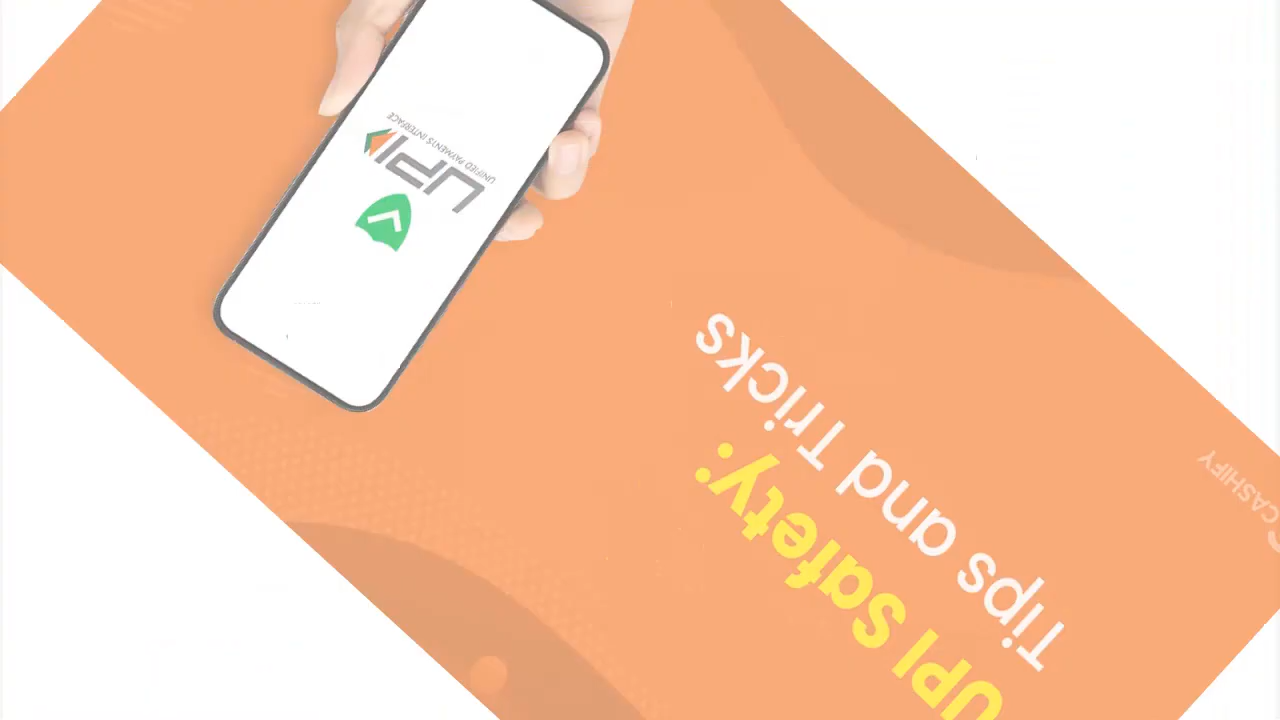 UPI Safety:
Tips and Tricks
UPI
UNIFIED PAYMENTS INTERFACE
CASHIFY